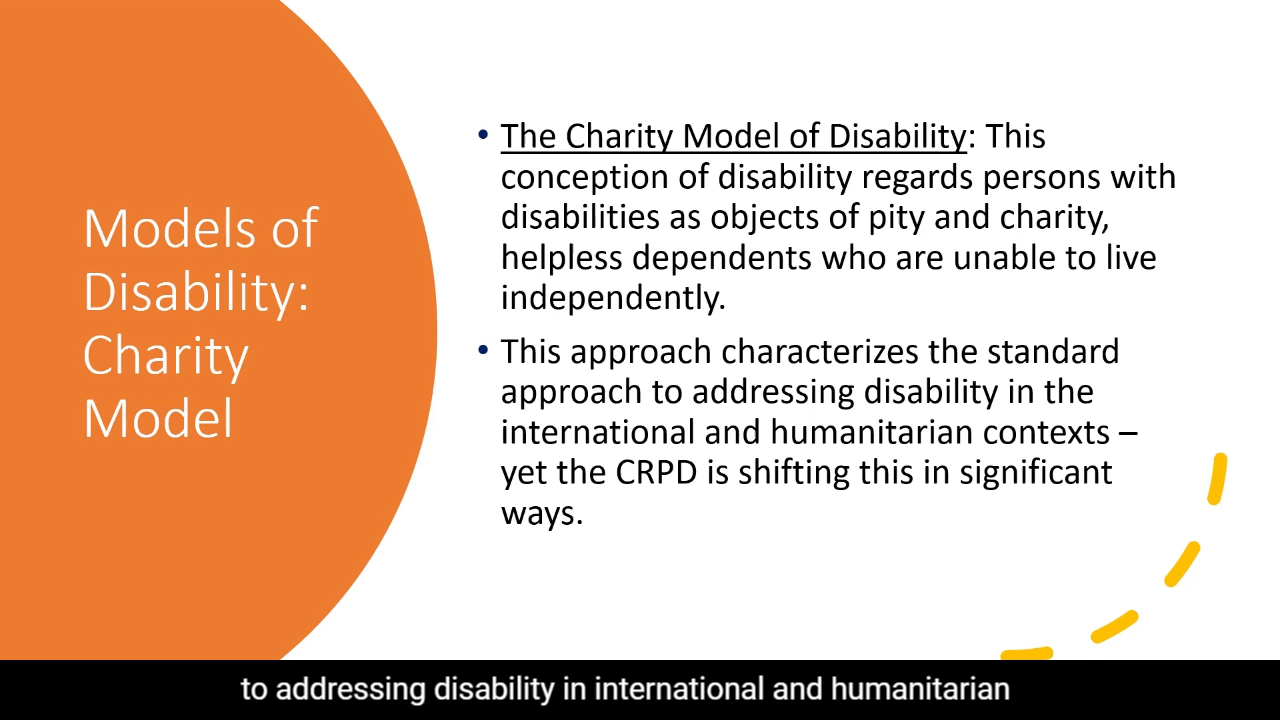 Models of
Disability:
Charity
Model
• The Charity Model of Disability: This
conception of disability regards persons with
disabilities as objects of pity and charity,
helpless dependents who are unable to live
independently.
• This approach characterizes the standard
approach to addressing disability in the
international and humanitarian contexts –
yet the CRPD is shifting this in significant
ways.
to addressing disability in international and humanitarian